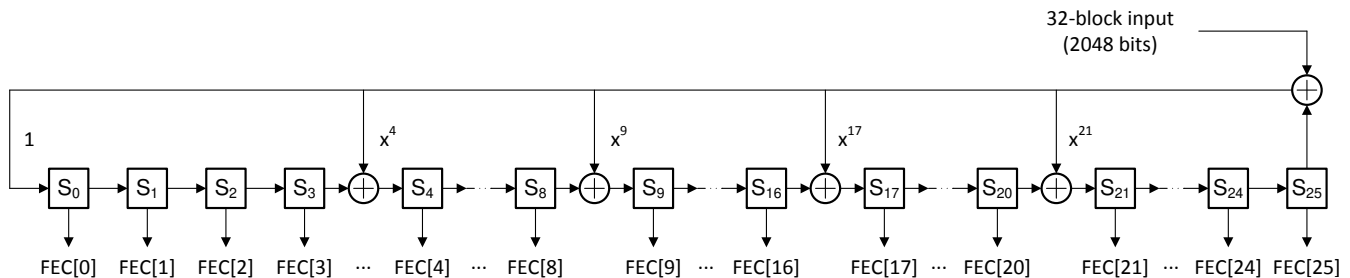 32-block input
(2048 bits)
1 x⁴ x⁹ x¹⁷ x²¹
S₀ S₁ S₂ S₃ S₄ ··· S₈ S₉ ··· S₁₆ S₁₇ ··· S₂₀ S₂₁ ··· S₂₄ S₂₅
FEC[0] FEC[1] FEC[2] FEC[3] ··· FEC[4] ··· FEC[8] FEC[9] ··· FEC[16] FEC[17] ··· FEC[20] FEC[21] ··· FEC[24] FEC[25]